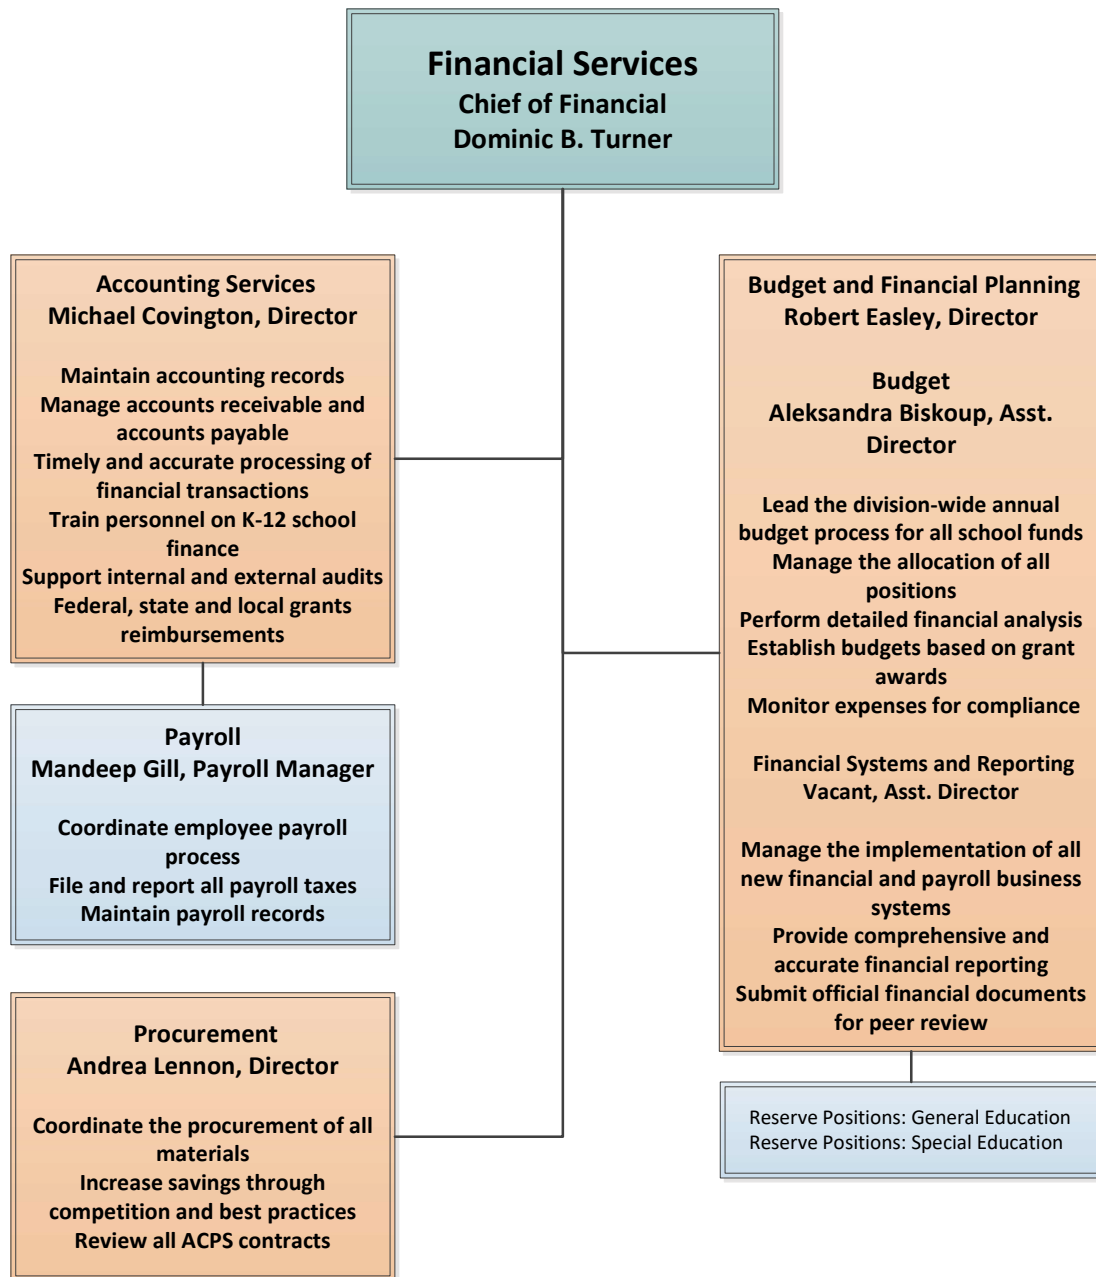 Financial Services
Chief of Financial
Dominic B. Turner
Accounting Services
Michael Covington, Director
Maintain accounting records
Manage accounts receivable and
accounts payable
Timely and accurate processing of
financial transactions
Train personnel on K-12 school
finance
Support internal and external audits
Federal, state and local grants
reimbursements
Payroll
Mandeep Gill, Payroll Manager
Coordinate employee payroll
process
File and report all payroll taxes
Maintain payroll records
Procurement
Andrea Lennon, Director
Coordinate the procurement of all
materials
Increase savings through
competition and best practices
Review all ACPS contracts
Budget and Financial Planning
Robert Easley, Director
Budget
Aleksandra Biskoup, Asst.
Director
Lead the division-wide annual
budget process for all school funds
Manage the allocation of all
positions
Perform detailed financial analysis
Establish budgets based on grant
awards
Monitor expenses for compliance
Financial Systems and Reporting
Vacant, Asst. Director
Manage the implementation of all
new financial and payroll business
systems
Provide comprehensive and
accurate financial reporting
Submit official financial documents
for peer review
Reserve Positions: General Education
Reserve Positions: Special Education